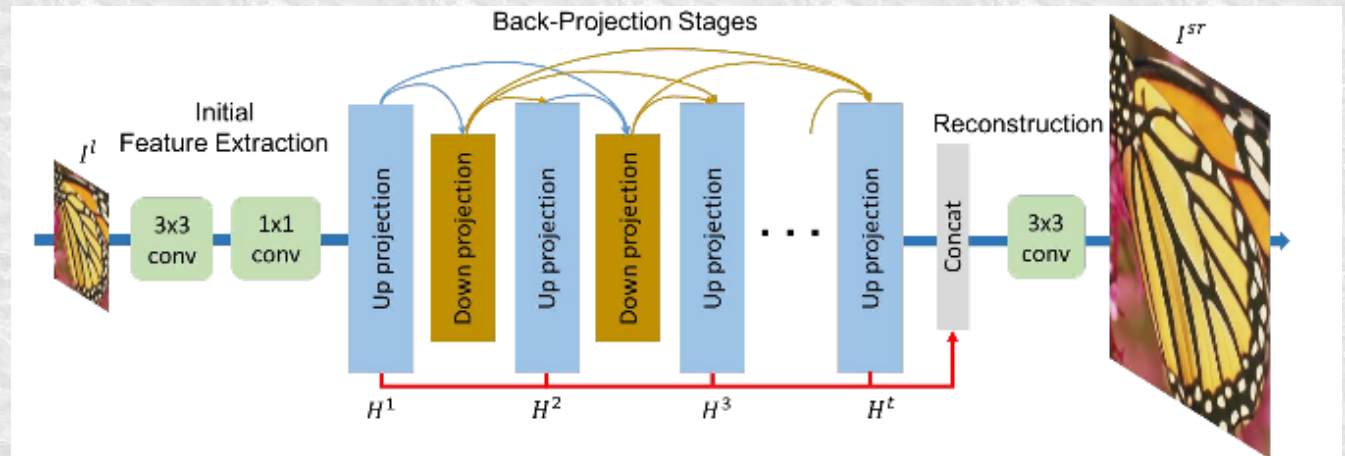 Back-Projection Stages
I^{sr}
Initial
Feature Extraction
Reconstruction
I^{l}
3x3
conv
1x1
conv
Up projection
Down projection
Up projection
Down projection
Up projection
. . .
Up projection
Concat
3x3
conv
H^{1}
H^{2}
H^{3}
H^{t}